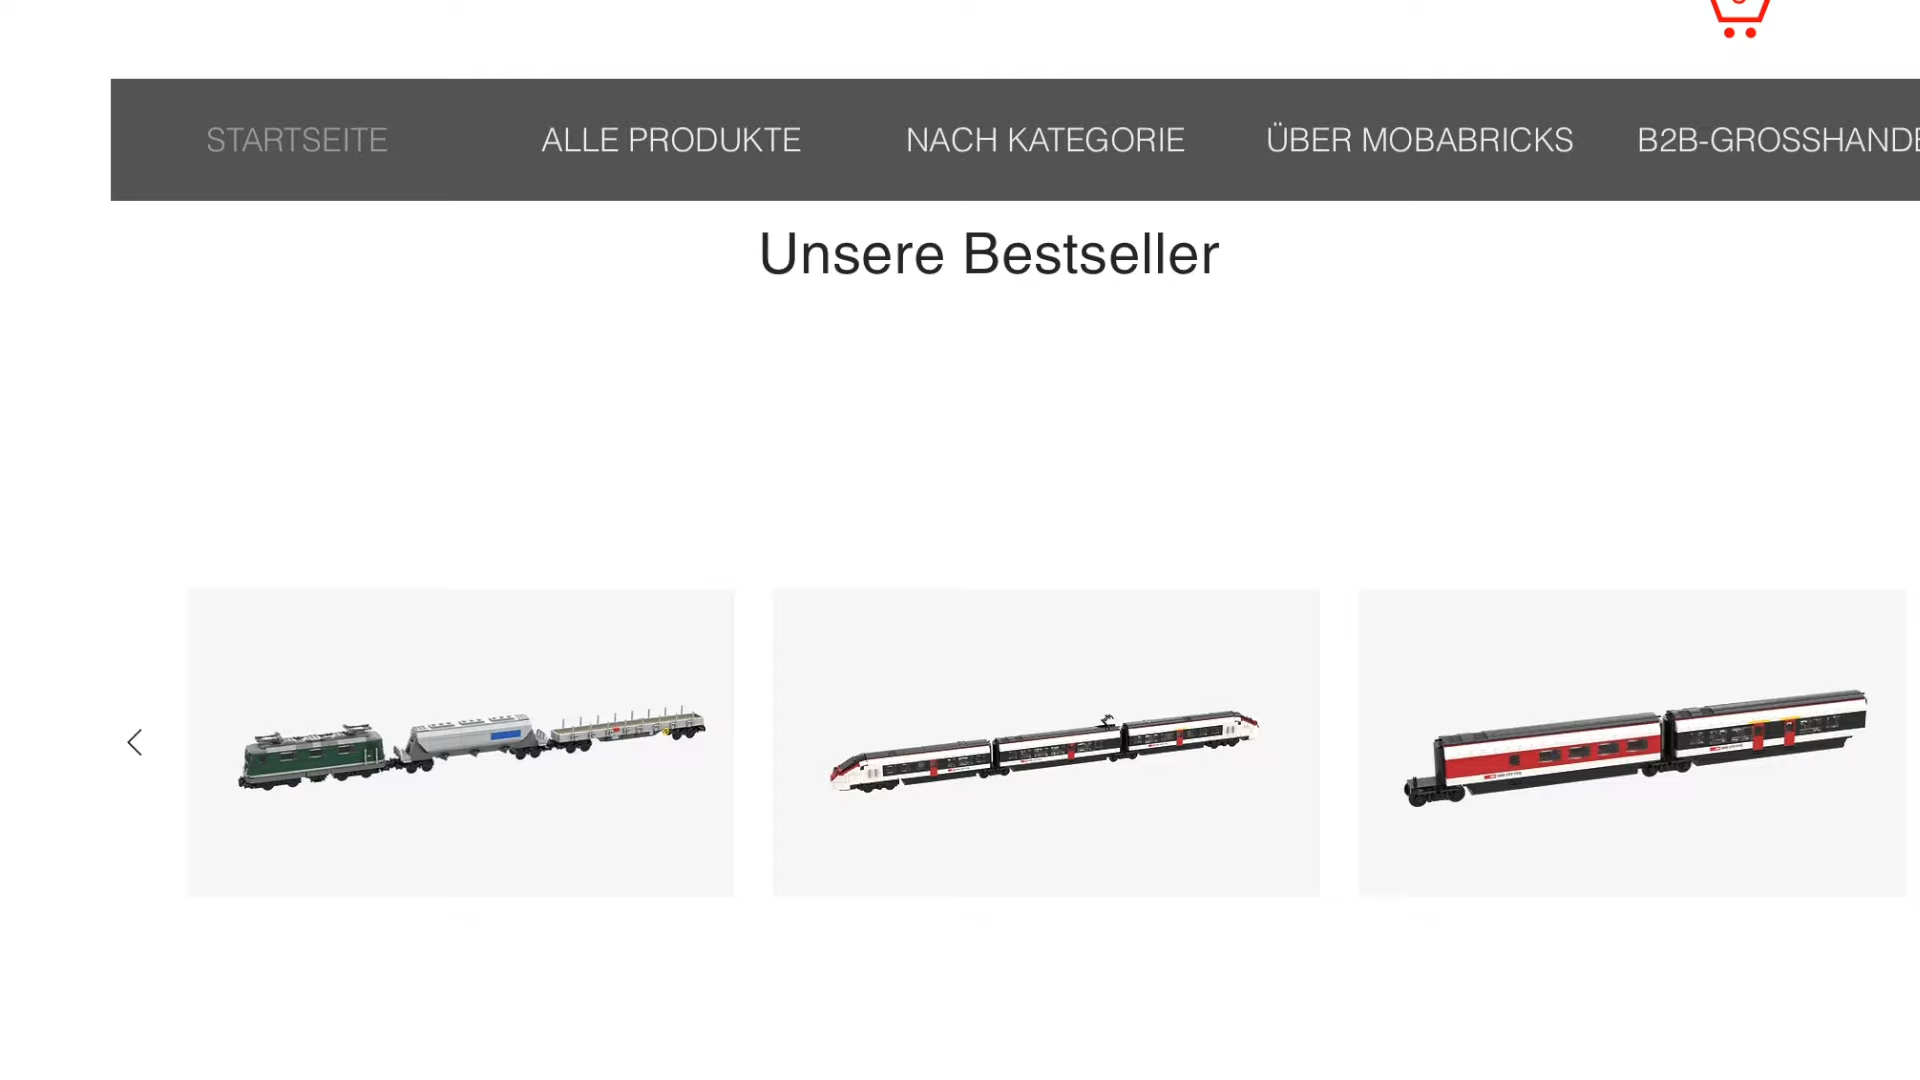 STARTSEITE ALLE PRODUKTE NACH KATEGORIE ÜBER MOBABRICKS B2B-GROSSHANDE
Unsere Bestseller